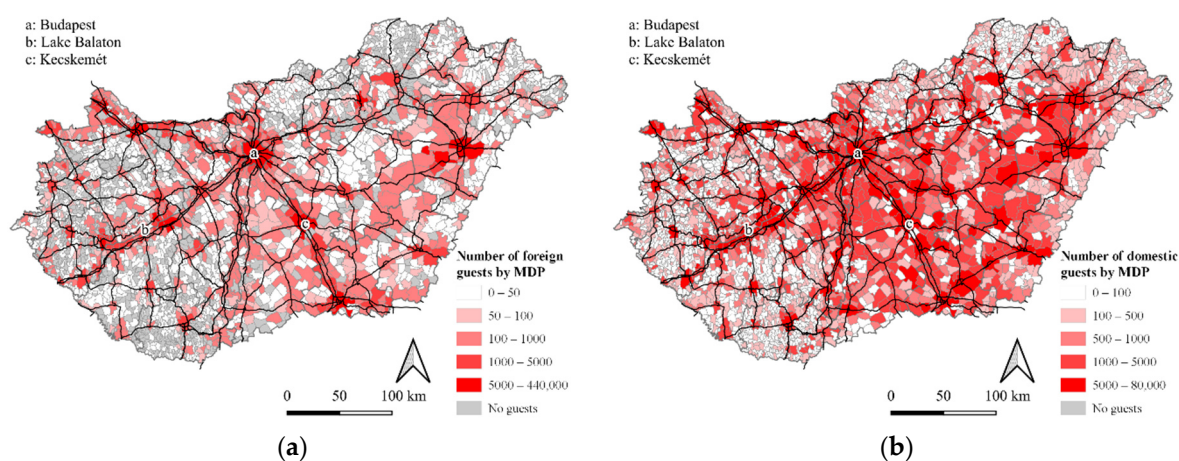 a: Budapest
b: Lake Balaton
c: Kecskemét
a
b
c
Number of foreign
guests by MDP
0 – 50
50 – 100
100 – 1000
1000 – 5000
5000 – 440,000
No guests
0 50 100 km
(a)
a: Budapest
b: Lake Balaton
c: Kecskemét
a
b
c
Number of domestic
guests by MDP
0 – 100
100 – 500
500 – 1000
1000 – 5000
5000 – 80,000
No guests
0 50 100 km
(b)